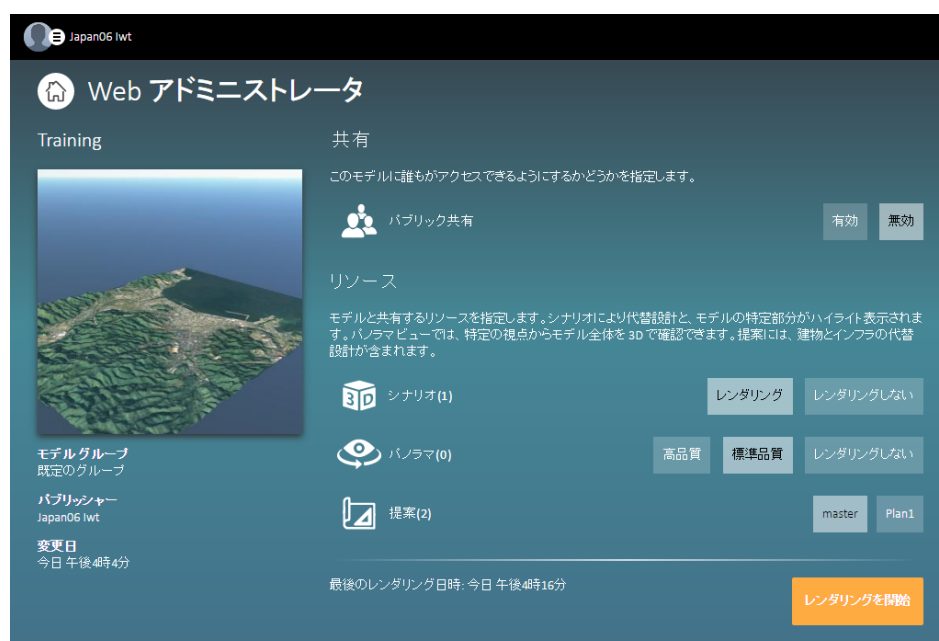 Japan06 lwt
Web アドミニストレータ
Training
モデル グループ
既定のグループ
パブリッシャー
Japan06 lwt
変更日
今日 午後4時4分
共有
このモデルに誰もがアクセスできるようにするかどうかを指定します。
パブリック共有
有効
無効
リソース
モデルと共有するリソースを指定します。シナリオにより代替設計と、モデルの特定部分がハイライト表示されま
す。パノラマ ビューでは、特定の視点からモデル全体を 3D で確認できます。提案には、建物とインフラの代替
設計が含まれます。
3D
シナリオ(1)
レンダリング
レンダリングしない
パノラマ(0)
高品質
標準品質
レンダリングしない
提案(2)
master
Plan1
最後のレンダリング日時: 今日 午後4時16分
レンダリングを開始